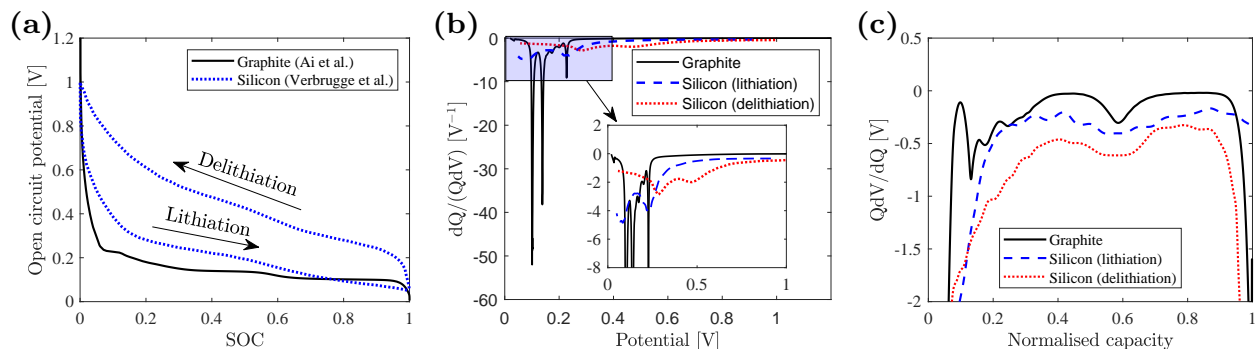 (a)
Open circuit potential [V]
1.2
1
0.8
0.6
0.4
0.2
0
0
0.2
0.4
0.6
0.8
1
SOC
Graphite (Ai et al.)
Silicon (Verbrugge et al.)
Delithiation
Lithiation
(b)
dQ/(QdV) [V⁻¹]
0
-10
-20
-30
-40
-50
-60
0
0.2
0.4
0.6
0.8
1
Potential [V]
Graphite
Silicon (lithiation)
Silicon (delithiation)
2
0
-2
-4
-6
-8
0
0.5
1
(c)
QdV/dQ [V]
0.5
0
-0.5
-1
-1.5
-2
0
0.2
0.4
0.6
0.8
1
Normalised capacity
Graphite
Silicon (lithiation)
Silicon (delithiation)